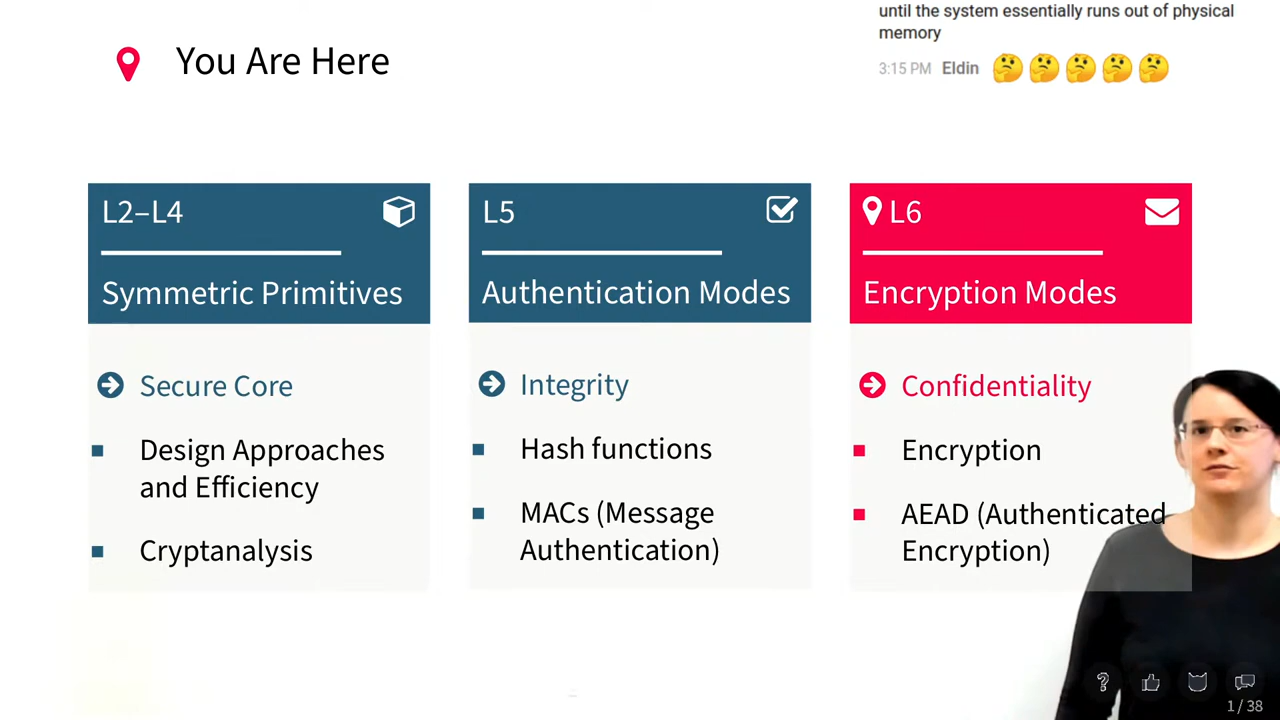 until the system essentially runs out of physical
memory
3:15 PM Eldin
You Are Here
L2–L4
Symmetric Primitives
Secure Core
Design Approaches
and Efficiency
Cryptanalysis
L5
Authentication Modes
Integrity
Hash functions
MACs (Message
Authentication)
L6
Encryption Modes
Confidentiality
Encryption
AEAD (Authenticated
Encryption)
1 / 38